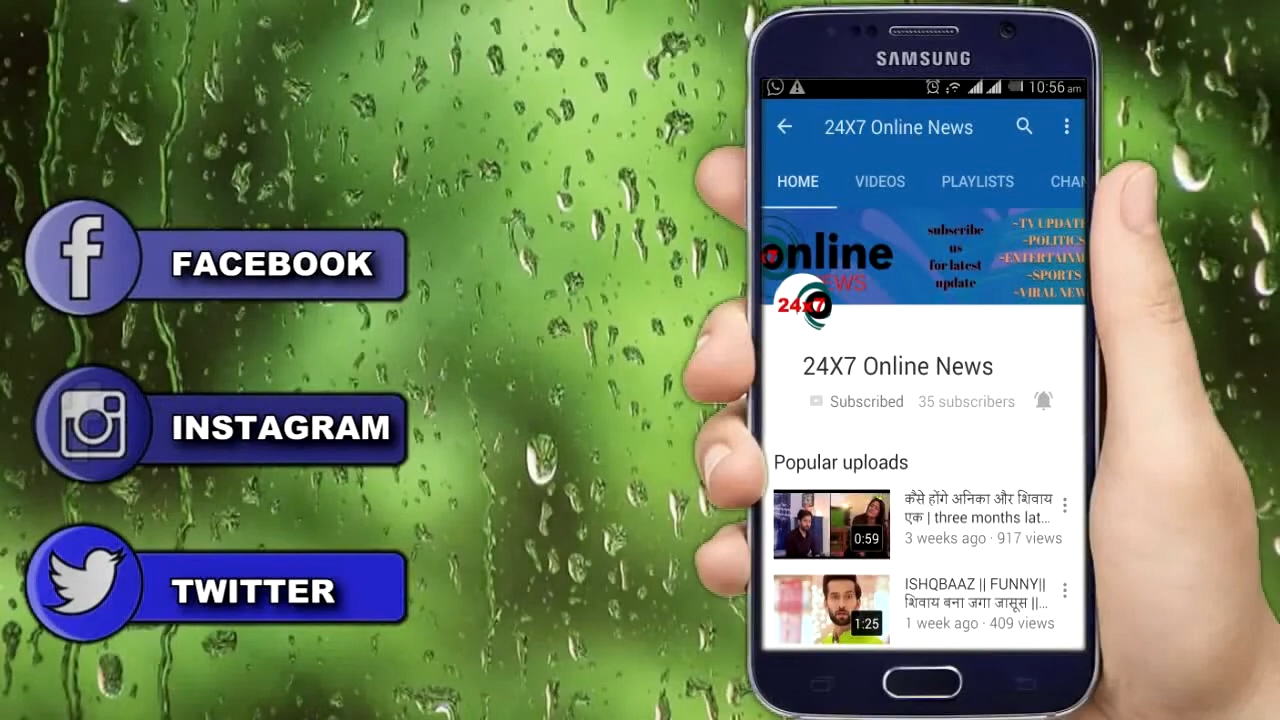 FACEBOOK
INSTAGRAM
TWITTER
SAMSUNG
10:56 am
24X7 Online News
HOME VIDEOS PLAYLISTS CHAN
online
NEWS
subscribe
us
for latest
update
~TV UPDATE
~POLITICS
~ENTERTAINM
~SPORTS
~VIRAL NEW
24x7
24X7 Online News
Subscribed 35 subscribers
Popular uploads
0:59
कैसे होंगे अनिका और शिवाय
एक | three months lat...
3 weeks ago · 917 views
1:25
ISHQBAAZ || FUNNY||
शिवाय बना जगा जासूस ||...
1 week ago · 409 views